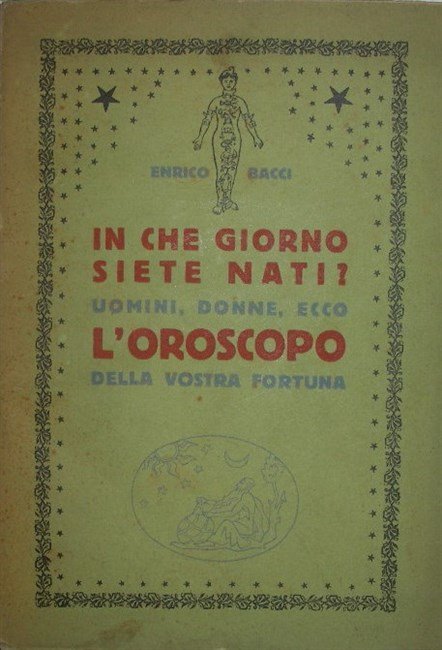 ENRICO BACCI
IN CHE GIORNO
SIETE NATI?
UOMINI, DONNE, ECCO
L'OROSCOPO
DELLA VOSTRA FORTUNA